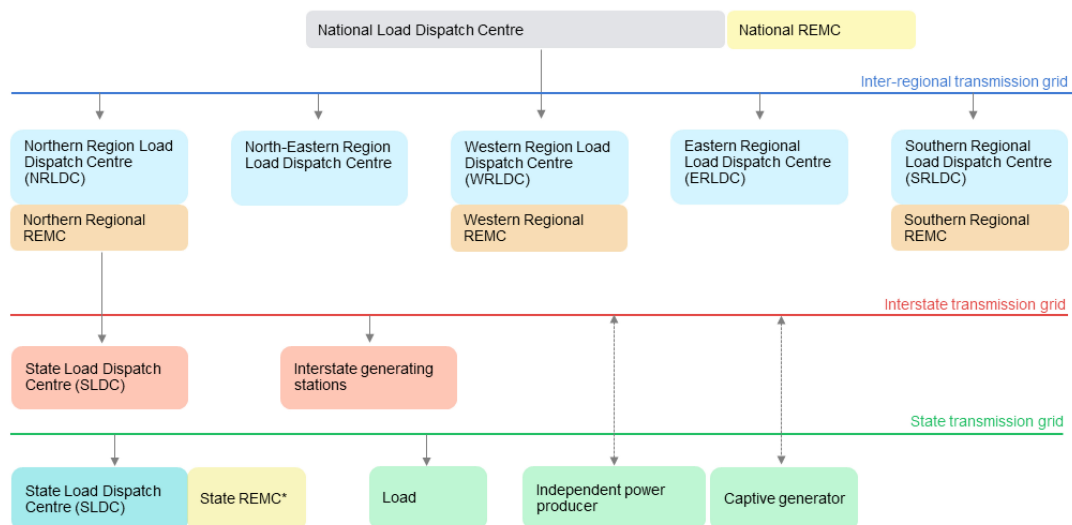 National Load Dispatch Centre
National REMC
Inter-regional transmission grid
Northern Region Load
Dispatch Centre
(NRLDC)
North-Eastern Region
Load Dispatch Centre
Western Region Load
Dispatch Centre
(WRLDC)
Eastern Regional
Load Dispatch Centre
(ERLDC)
Southern Regional
Load Dispatch Centre
(SRLDC)
Northern Regional
REMC
Western Regional
REMC
Southern Regional
REMC
Interstate transmission grid
State Load Dispatch
Centre (SLDC)
Interstate generating
stations
State transmission grid
State Load Dispatch
Centre (SLDC)
State REMC*
Load
Independent power
producer
Captive generator